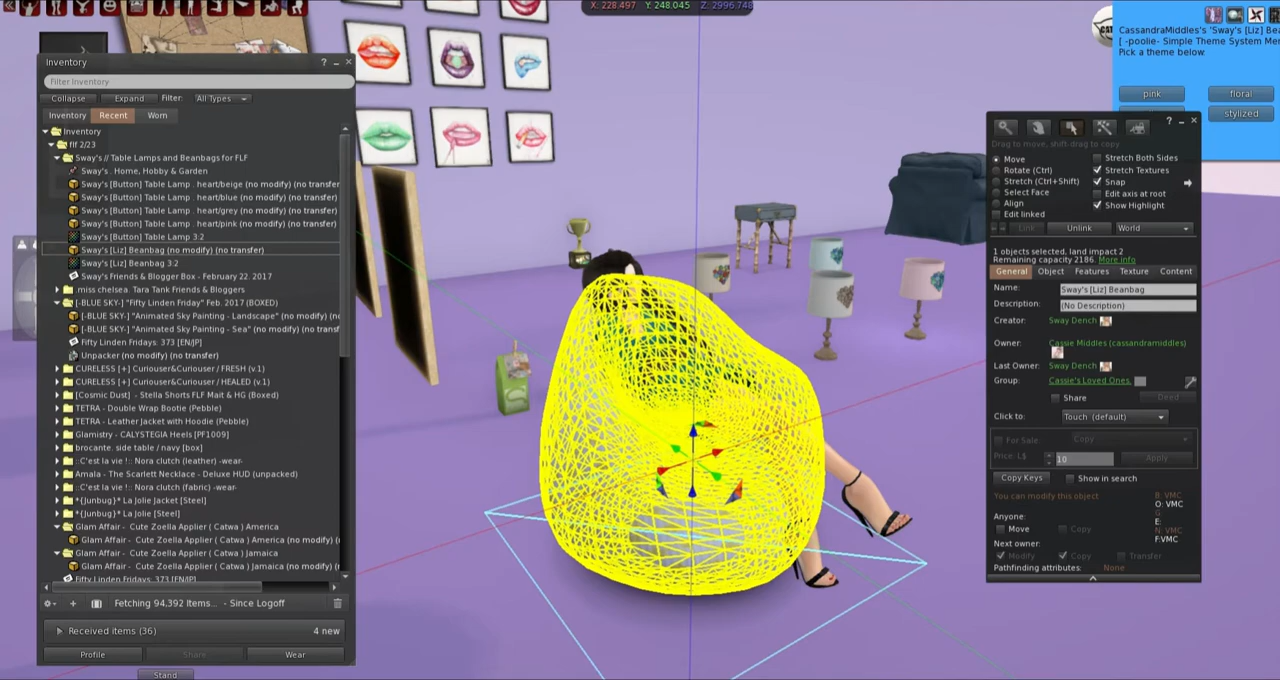 X: 228.497 Y: 248.045 Z: 2996.748
CassandraMiddles's 'Sway's [Liz] Bea
[ -poolie- Simple Theme System Me
Pick a theme below.
pink
floral
stylized
Inventory
? _ ×
Filter Inventory
Collapse Expand Filter: All Types
Inventory Recent Worn
Inventory
flf 2/23
Sway's // Table Lamps and Beanbags for FLF
Sway's . Home, Hobby & Garden
Sway's [Button] Table Lamp . heart/beige (no modify) (no transfer
Sway's [Button] Table Lamp . heart/blue (no modify) (no transfer
Sway's [Button] Table Lamp . heart/grey (no modify) (no transfer
Sway's [Button] Table Lamp . heart/pink (no modify) (no transfer
Sway's [Button] Table Lamp 3:2
Sway's [Liz] Beanbag (no modify) (no transfer)
Sway's [Liz] Beanbag 3:2
Sway's Friends & Blogger Box - February 22. 2017
.miss chelsea. Tara Tank Friends & Bloggers
[-BLUE SKY-] "Fifty Linden Friday" Feb. 2017 (BOXED)
[-BLUE SKY-] "Animated Sky Painting - Landscape" (no modify) (no
[-BLUE SKY-] "Animated Sky Painting - Sea" (no modify) (no transf
Fifty Linden Fridays: 373 [EN/JP]
Unpacker (no modify) (no transfer)
CURELESS [+] Curiouser&Curiouser / FRESH (v.1)
CURELESS [+] Curiouser&Curiouser / HEALED (v.1)
[Cosmic Dust] - Stella Shorts FLF Mait & HG (Boxed)
TETRA - Double Wrap Bootie (Pebble)
TETRA - Leather Jacket with Hoodie (Pebble)
Glamistry - CALYSTEGIA Heels [PF1009]
brocante. side table / navy [box]
::C'est la vie !:: Nora clutch (leather) -wear-
Amala - The Scarlett Necklace - Deluxe HUD (unpacked)
::C'est la vie !:: Nora clutch (fabric) -wear-
*{Junbug}* La Jolie Jacket [Steel]
*{Junbug}* La Jolie [Steel]
Glam Affair - Cute Zoella Applier ( Catwa ) America
Glam Affair - Cute Zoella Applier ( Catwa ) America (no modify) (
Glam Affair - Cute Zoella Applier ( Catwa ) Jamaica
Glam Affair - Cute Zoella Applier ( Catwa ) Jamaica (no modify) (
Fifty Linden Fridays: 373 [EN/JP]
Fetching 94,392 Items... - Since Logoff
Received items (36) 4 new
Profile Share Wear
Stand
? _ ×
Drag to move, shift-drag to copy
Move
Rotate (Ctrl)
Stretch (Ctrl+Shift)
Select Face
Align
Edit linked
Stretch Both Sides
Stretch Textures
Snap
Edit axis at root
Show Highlight
Link Unlink World
1 objects selected, land impact 2
Remaining capacity 2186. More info
General Object Features Texture Content
Name: Sway's [Liz] Beanbag
Description: (No Description)
Creator: Sway Dench
Owner: Cassie Middles (cassandramiddles)
Last Owner: Sway Dench
Group: Cassie's Loved Ones.
Share Deed
Click to: Touch (default)
For Sale: Copy
Price: L$ 10 Apply
Copy Keys Show in search
You can modify this object
B: VMC
O: VMC
G:
E:
N: VMC
F:VMC
Anyone:
Move Copy
Next owner:
Modify Copy Transfer
Pathfinding attributes: None